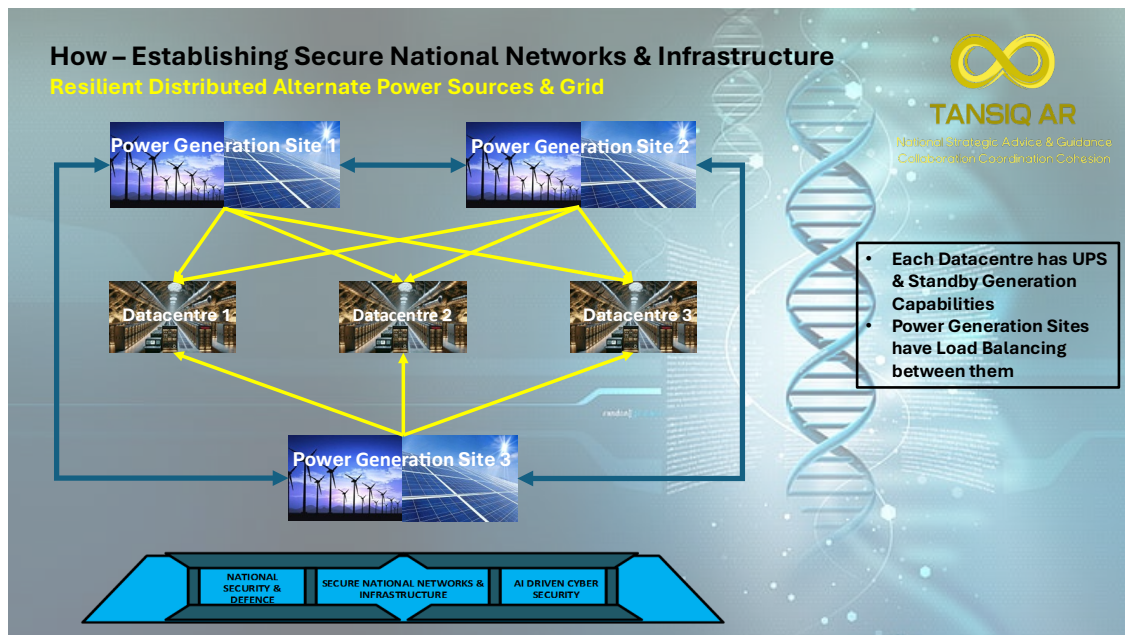 How – Establishing Secure National Networks & Infrastructure
Resilient Distributed Alternate Power Sources & Grid
TANSIQ AR
National Strategic Advice & Guidance
Collaboration Coordination Cohesion
Power Generation Site 1
Power Generation Site 2
• Each Datacentre has UPS
& Standby Generation
Capabilities
• Power Generation Sites
have Load Balancing
between them
Datacentre 1
Datacentre 2
Datacentre 3
Power Generation Site 3
NATIONAL
SECURITY &
DEFENCE
SECURE NATIONAL NETWORKS &
INFRASTRUCTURE
AI DRIVEN CYBER
SECURITY